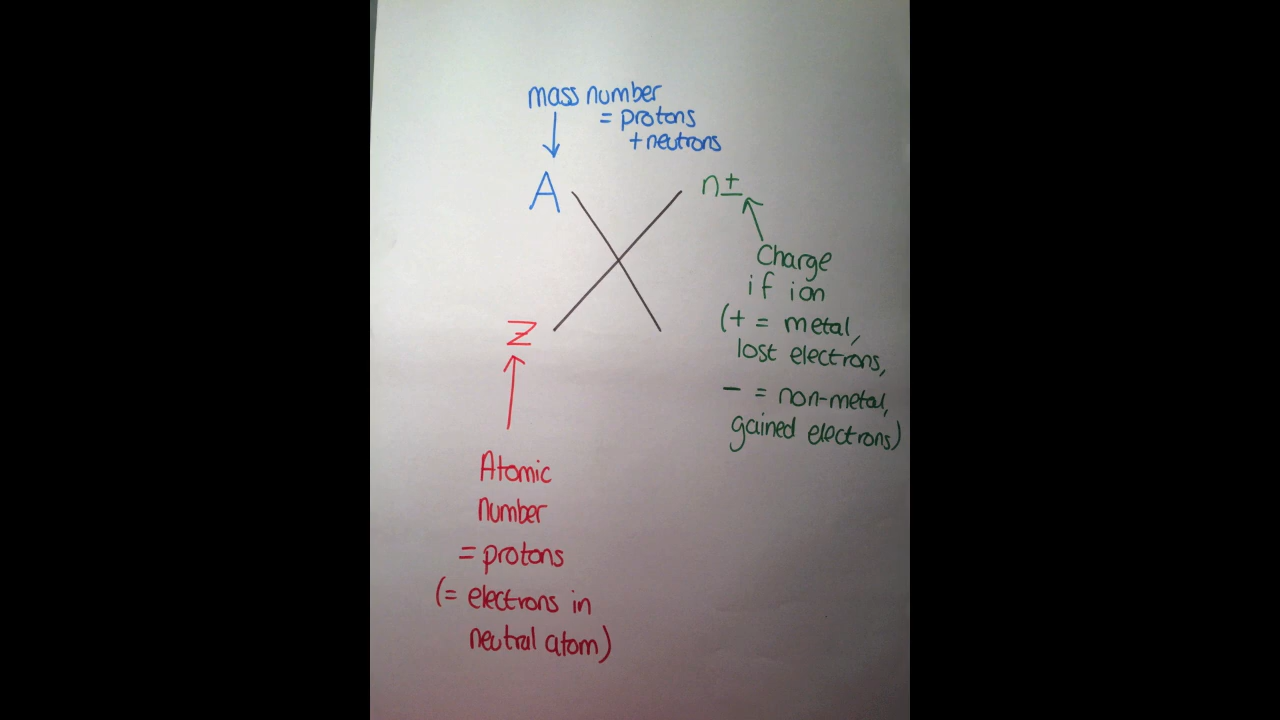 mass number
= protons
+ neutrons
A
n±
X
Charge
if ion
(+ = metal,
lost electrons,
- = non-metal,
gained electrons)
Z
Atomic
number
= protons
(= electrons in
neutral atom)